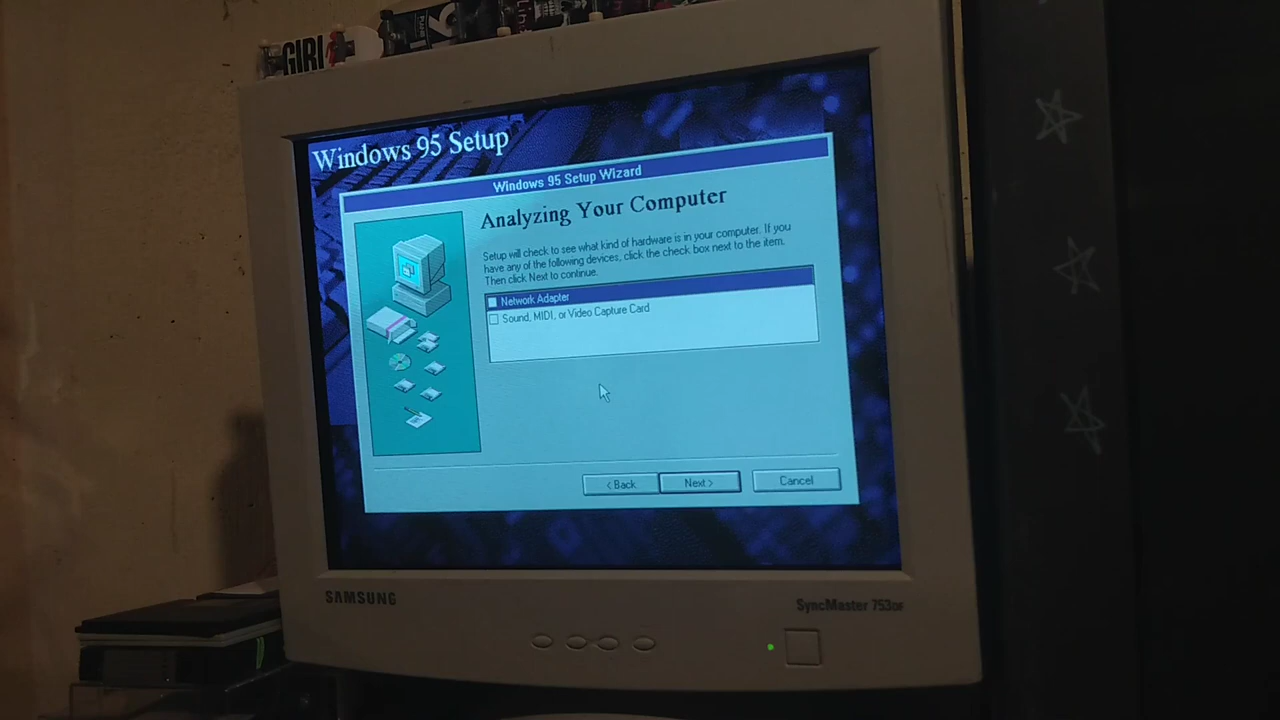 GIRL
Windows 95 Setup
Windows 95 Setup Wizard
Analyzing Your Computer
Setup will check to see what kind of hardware is in your computer. If you
have any of the following devices, click the check box next to the item.
Then click Next to continue.
Network Adapter
Sound, MIDI, or Video Capture Card
< Back
Next >
Cancel
SAMSUNG
SyncMaster 753DF